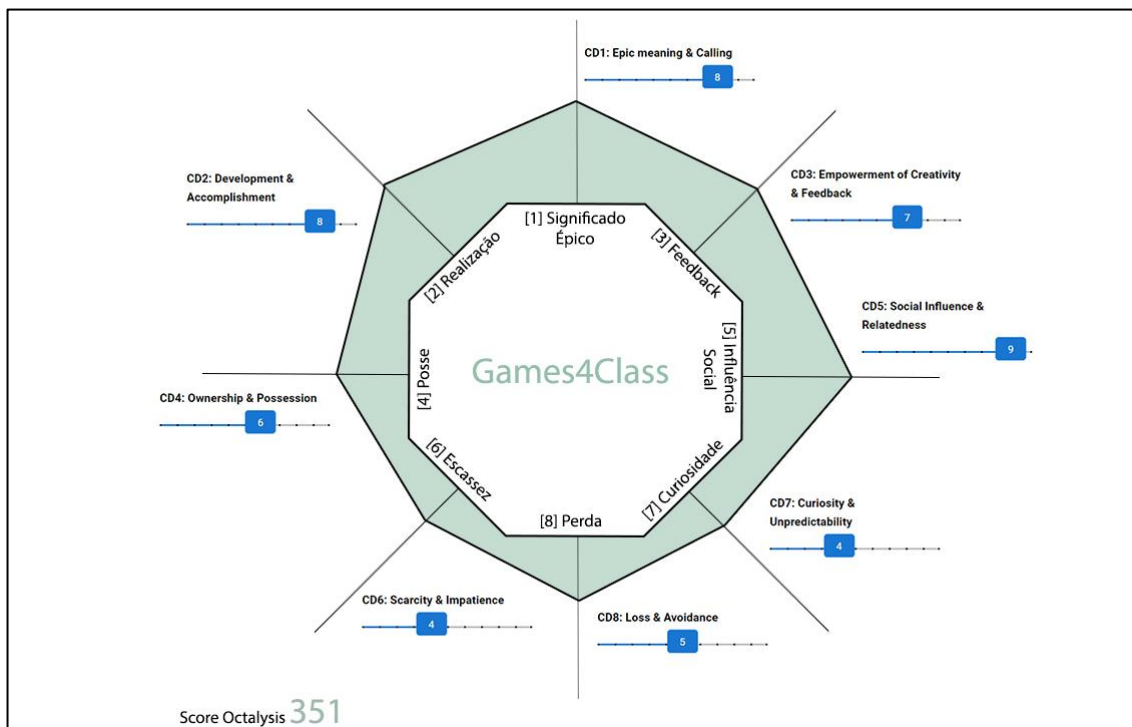 CD1: Epic meaning & Calling
8
CD2: Development &
Accomplishment
8
CD3: Empowerment of Creativity
& Feedback
7
[1] Significado
Épico
[2] Realização
[3] Feedback
CD5: Social Influence &
Relatedness
9
[5] Influência
Social
Games4Class
[4] Posse
CD4: Ownership & Possession
6
[6] Escassez
[7] Curiosidade
[8] Perda
CD7: Curiosity &
Unpredictability
4
CD6: Scarcity & Impatience
4
CD8: Loss & Avoidance
5
Score Octalysis 351